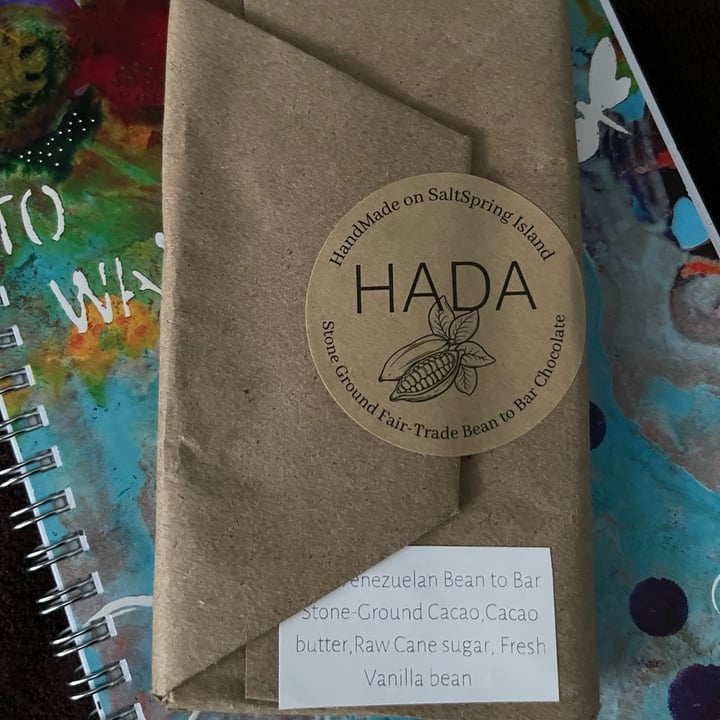 TO
HandMade on SaltSpring Island
HADA
Stone Ground Fair-Trade Bean to Bar Chocolate
Bean to Bar
Stone-Ground Cacao,Cacao
butter,Raw Cane sugar, Fresh
Vanilla bean